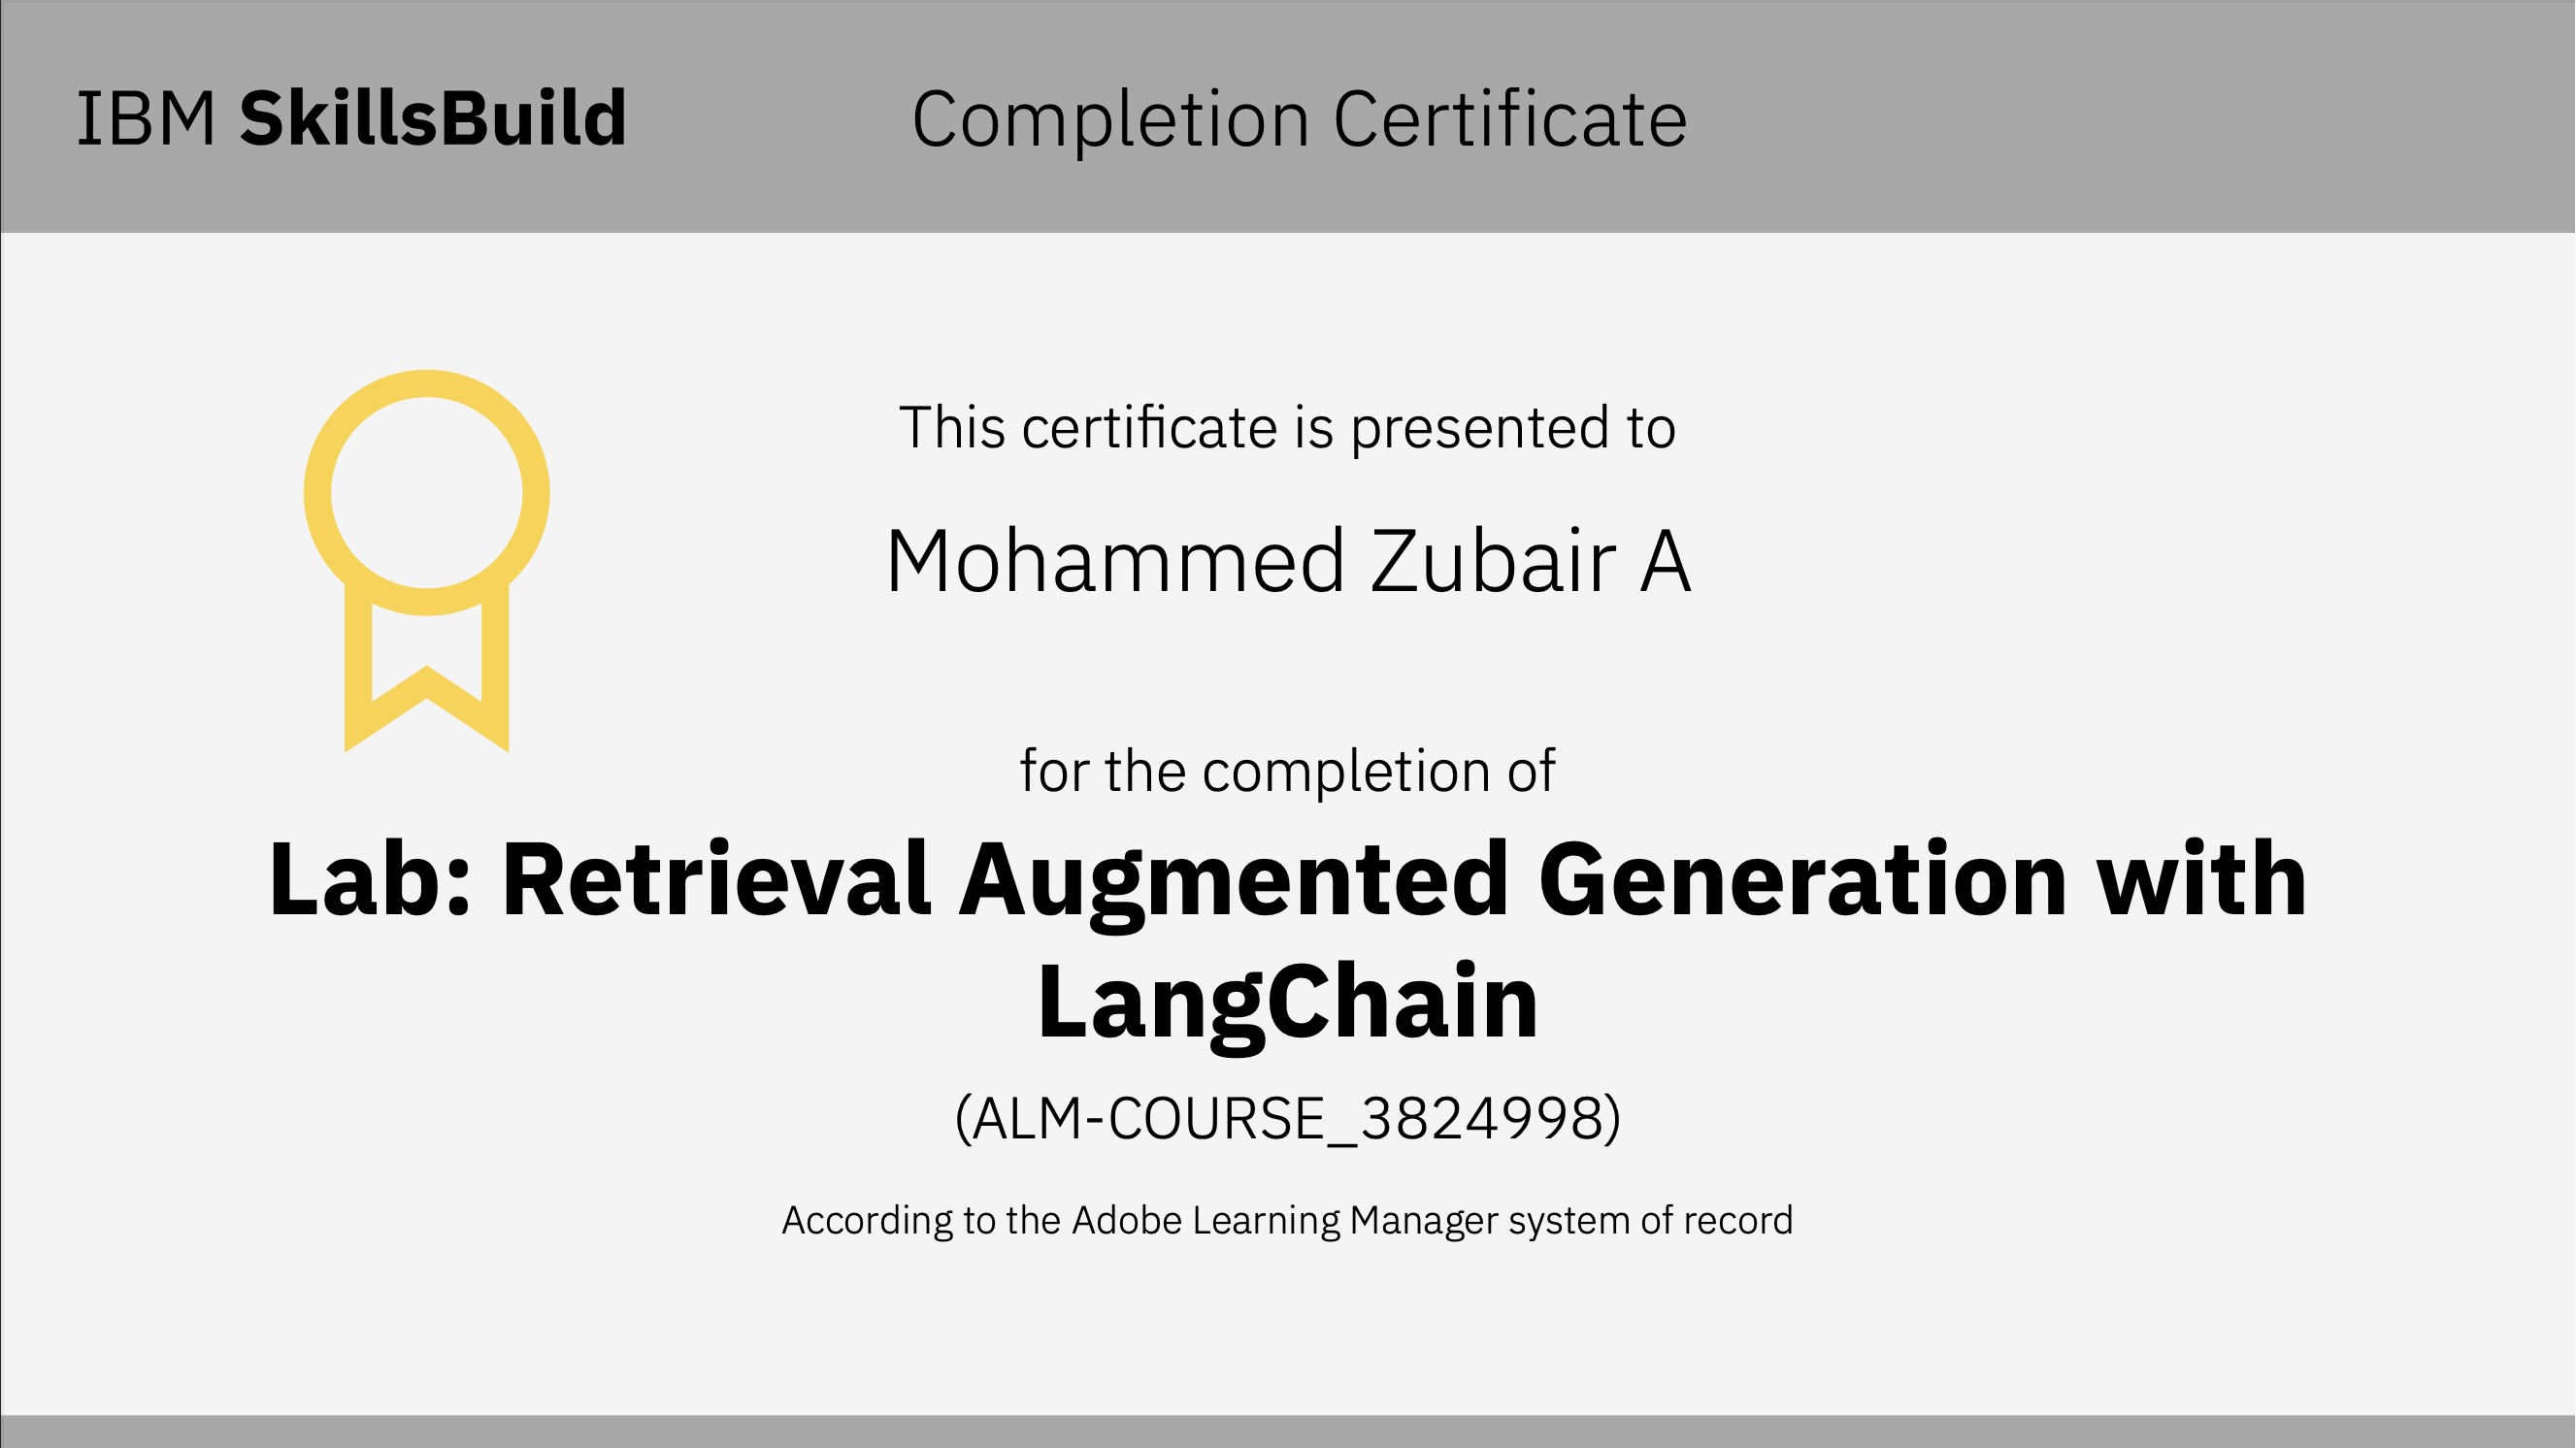 IBM SkillsBuild
Completion Certificate
This certificate is presented to
Mohammed Zubair A
for the completion of
Lab: Retrieval Augmented Generation with
LangChain
(ALM-COURSE_3824998)
According to the Adobe Learning Manager system of record